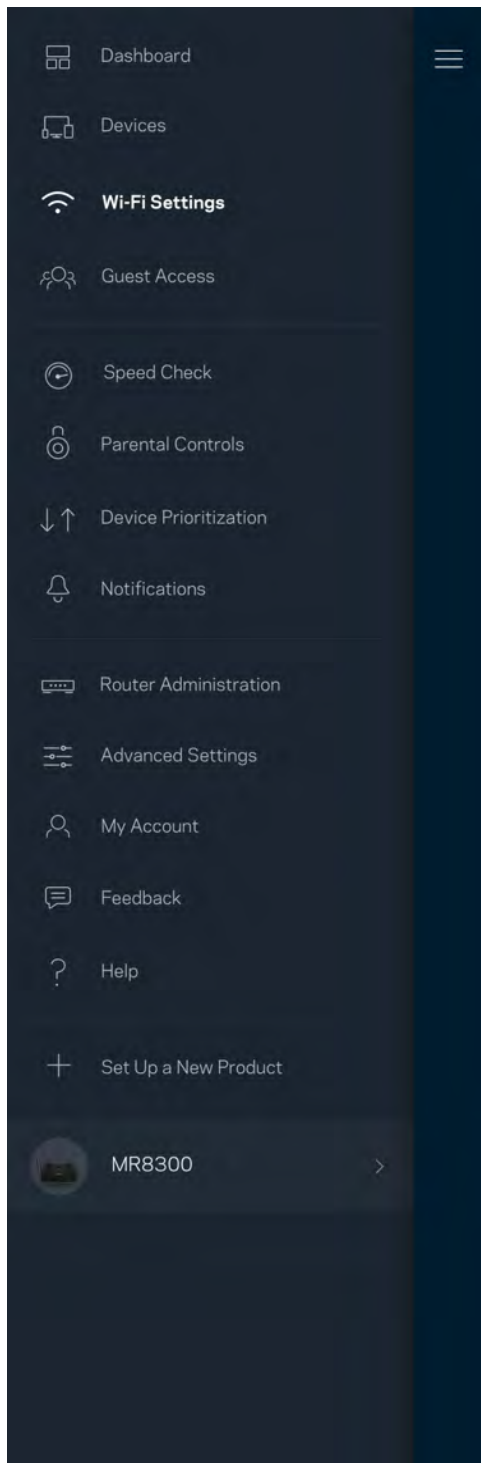 Dashboard
Devices
Wi-Fi Settings
Guest Access
Speed Check
Parental Controls
Device Prioritization
Notifications
Router Administration
Advanced Settings
My Account
Feedback
Help
Set Up a New Product
MR8300